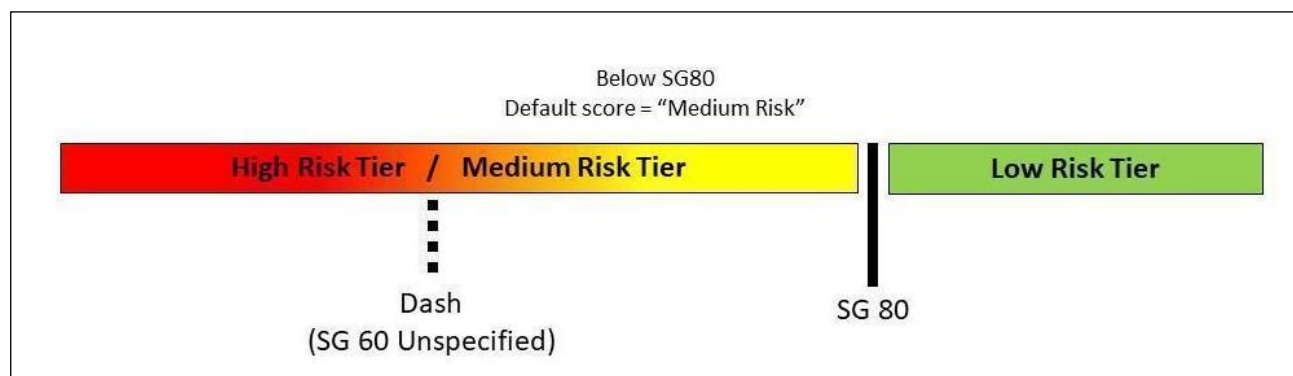 Below SG80
Default score = “Medium Risk”
High Risk Tier / Medium Risk Tier
Low Risk Tier
Dash
(SG 60 Unspecified)
SG 80